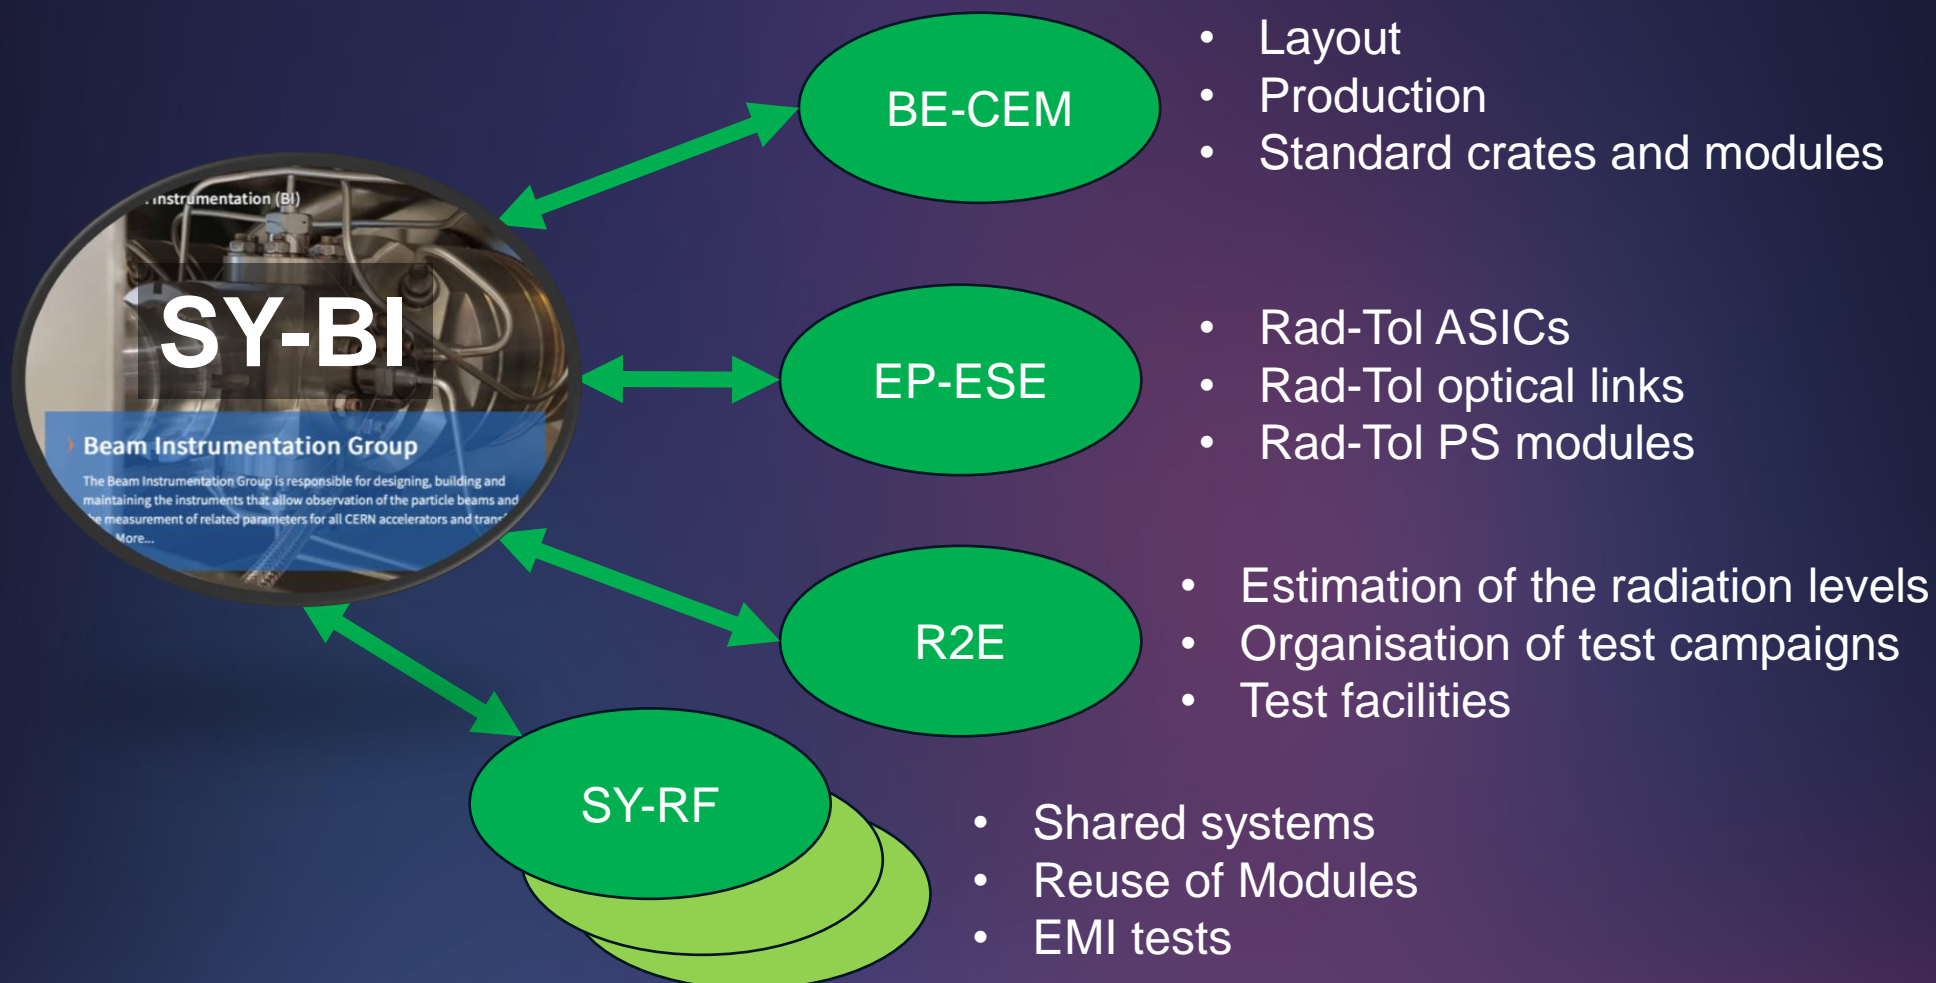 Instrumentation (BI)
SY-BI
Beam Instrumentation Group
The Beam Instrumentation Group is responsible for designing, building and
maintaining the instruments that allow observation of the particle beams and
measurement of related parameters for all CERN accelerators and
More...
BE-CEM
• Layout
• Production
• Standard crates and modules
EP-ESE
• Rad-Tol ASICs
• Rad-Tol optical links
• Rad-Tol PS modules
R2E
• Estimation of the radiation levels
• Organisation of test campaigns
• Test facilities
SY-RF
• Shared systems
• Reuse of Modules
• EMI tests